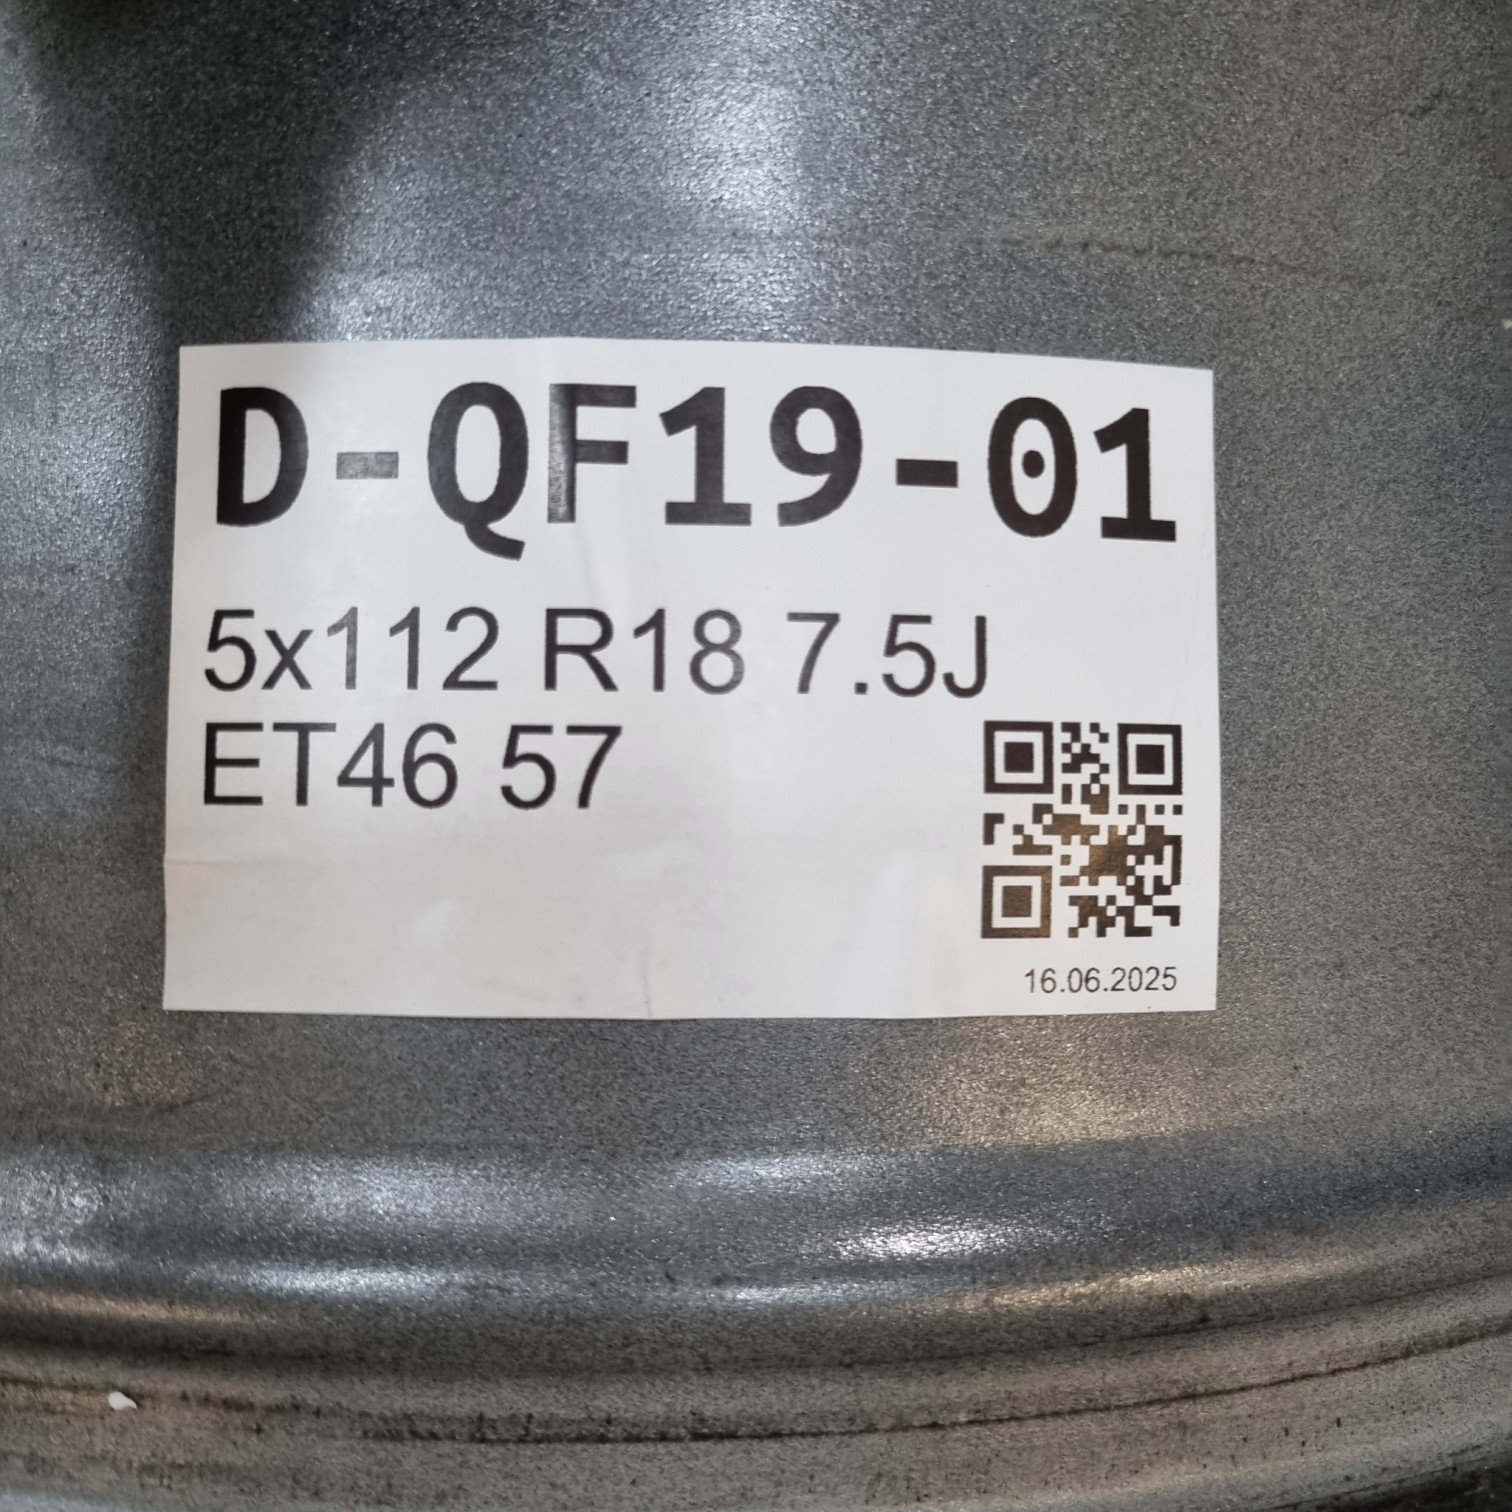 D-QF19-01
5x112 R18 7.5J
ET46 57
16.06.2025